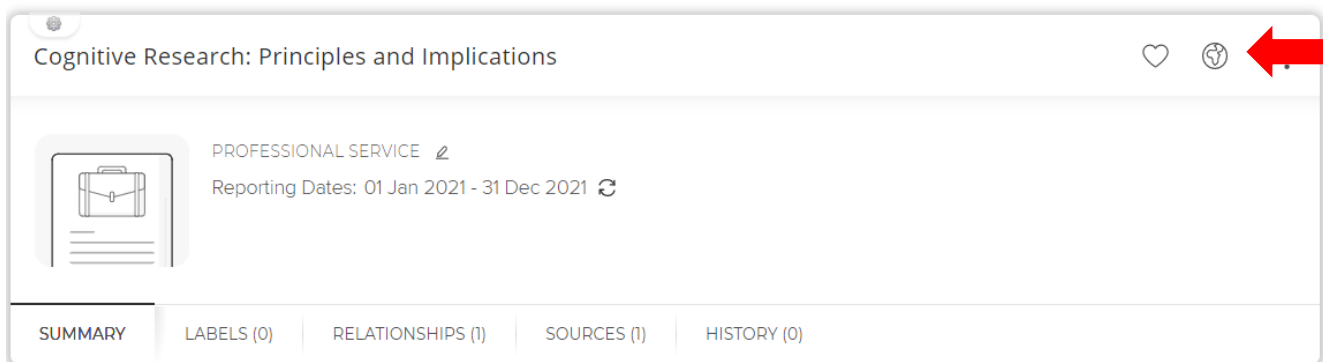 Cognitive Research: Principles and Implications
PROFESSIONAL SERVICE
Reporting Dates: 01 Jan 2021 - 31 Dec 2021
SUMMARY LABELS (0) RELATIONSHIPS (1) SOURCES (1) HISTORY (0)